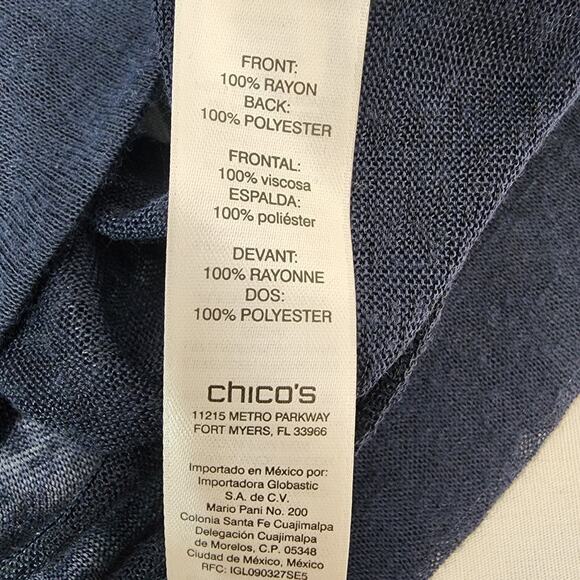 FRONT:
100% RAYON
BACK:
100% POLYESTER
FRONTAL:
100% viscosa
ESPALDA:
100% poliéster
DEVANT:
100% RAYONNE
DOS:
100% POLYESTER
chico's
11215 METRO PARKWAY
FORT MYERS, FL 33966
Importado en México por:
Importadora Globastic
S.A. de C.V.
Mario Pani No. 200
Colonia Santa Fe Cuajimalpa
Delegación Cuajimalpa
de Morelos, C.P. 05348
Ciudad de México, México
RFC: IGL090327SE5